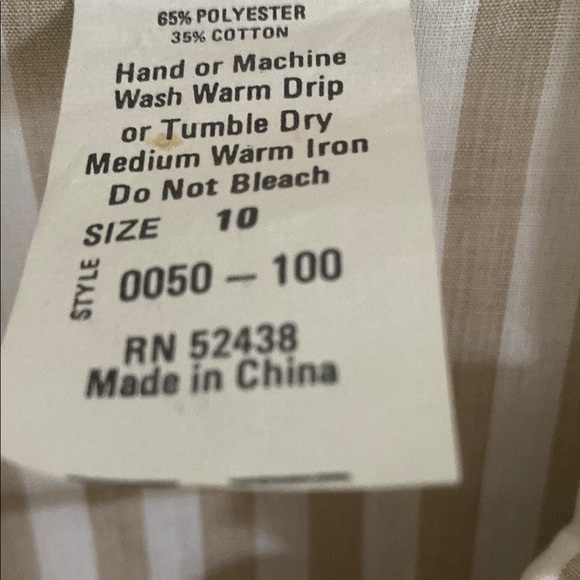 65% POLYESTER
35% COTTON
Hand or Machine
Wash Warm Drip
or Tumble Dry
Medium Warm Iron
Do Not Bleach
SIZE 10
STYLE 0050 — 100
RN 52438
Made in China